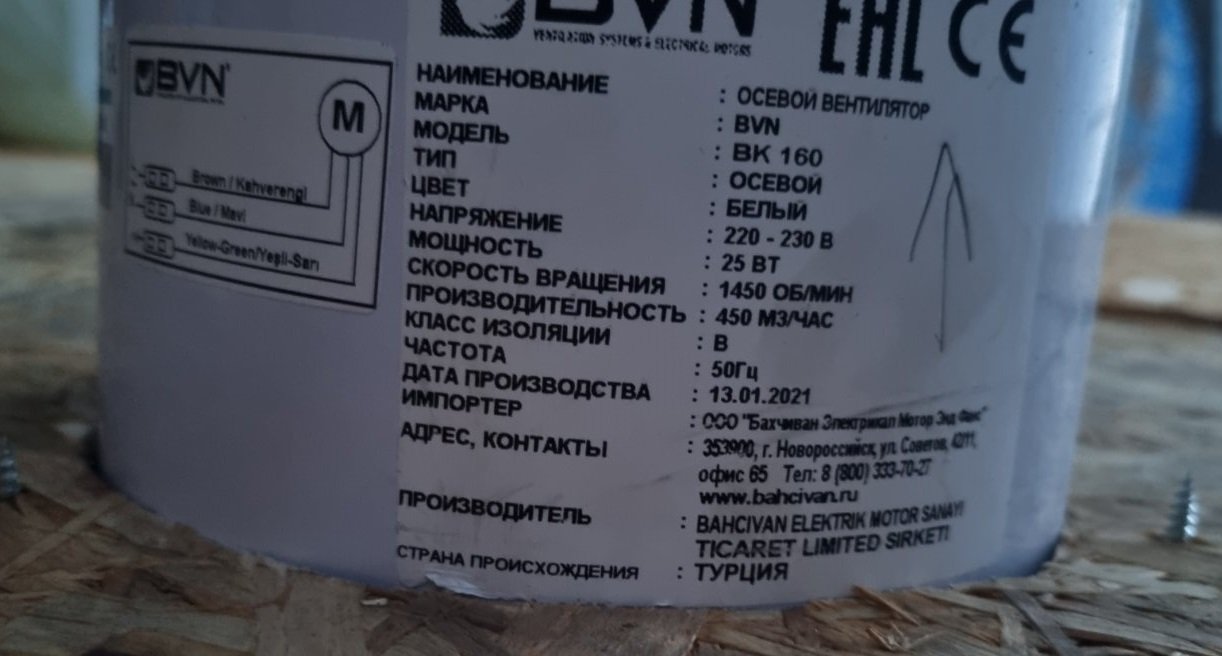 BVN
VENTILATION SYSTEMS & ELECTRICAL MOTORS
EAC CE
BVN
M
Brown / Kahverengi
Blue / Mavi
Yellow-Green/Yeşli-Sarı
НАИМЕНОВАНИЕ : ОСЕВОЙ ВЕНТИЛЯТОР
МАРКА : BVN
МОДЕЛЬ : ВК 160
ТИП : ОСЕВОЙ
ЦВЕТ : БЕЛЫЙ
НАПРЯЖЕНИЕ : 220 - 230 В
МОЩНОСТЬ : 25 ВТ
СКОРОСТЬ ВРАЩЕНИЯ : 1450 ОБ/МИН
ПРОИЗВОДИТЕЛЬНОСТЬ : 450 М3/ЧАС
КЛАСС ИЗОЛЯЦИИ : В
ЧАСТОТА : 50Гц
ДАТА ПРОИЗВОДСТВА : 13.01.2021
ИМПОРТЕР : ООО "Бахчиван Электрикал Мотор Энд Фанс"
АДРЕС, КОНТАКТЫ : 353900, г. Новороссийск, ул. Советов, 42/11,
офис 65 Тел: 8 (800) 333-70-27
www.bahcivan.ru
ПРОИЗВОДИТЕЛЬ : BAHCIVAN ELEKTRIK MOTOR SANAYI
TICARET LIMITED SIRKETI
СТРАНА ПРОИСХОЖДЕНИЯ : ТУРЦИЯ